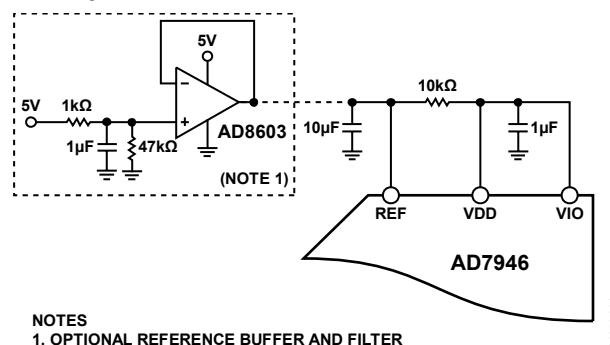 5V
5V
1kΩ
1µF
47kΩ
−
+
AD8603
(NOTE 1)
10kΩ
10µF
1µF
REF
VDD
VIO
AD7946
NOTES
1. OPTIONAL REFERENCE BUFFER AND FILTER